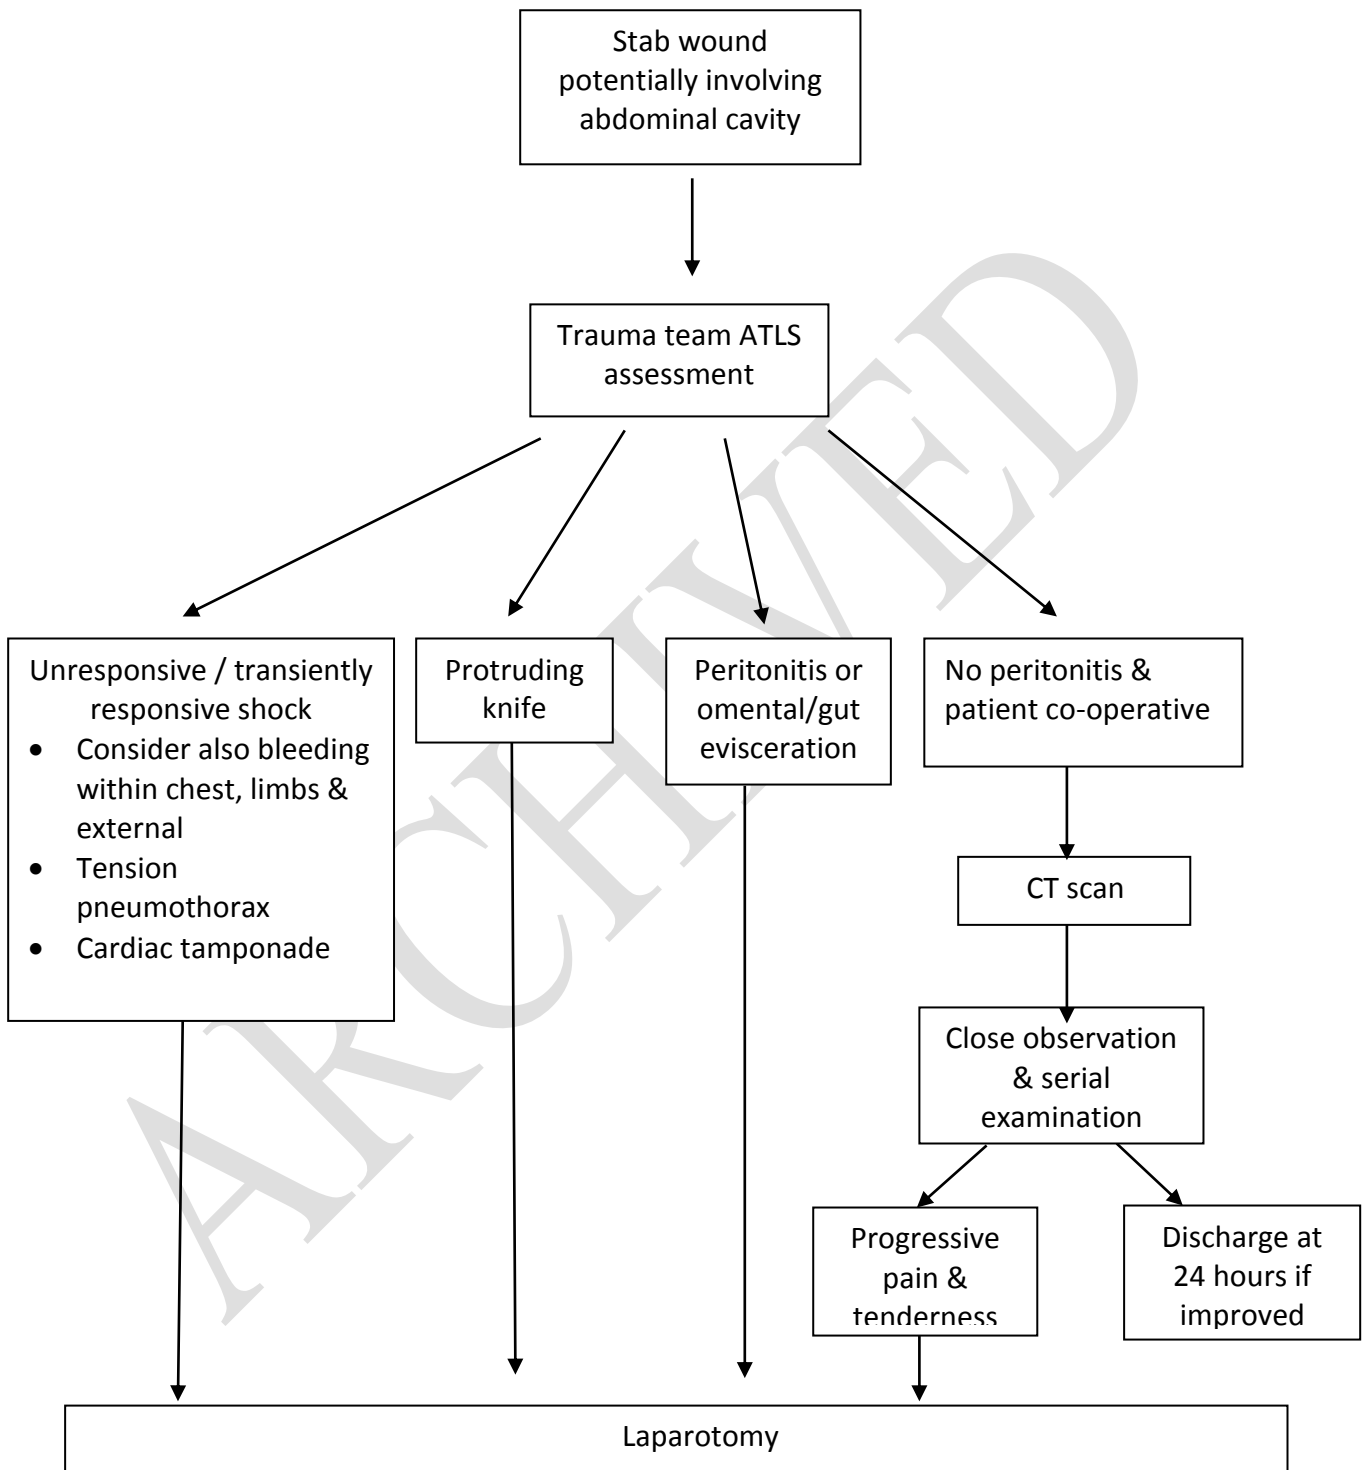 Stab wound
potentially involving
abdominal cavity
Trauma team ATLS
assessment
Unresponsive / transiently
responsive shock
• Consider also bleeding
within chest, limbs &
external
• Tension
pneumothorax
• Cardiac tamponade
Protruding
knife
Peritonitis or
omental/gut
evisceration
No peritonitis &
patient co-operative
CT scan
Close observation
& serial
examination
Progressive
pain &
tenderness
Discharge at
24 hours if
improved
Laparotomy
ARCHIVED